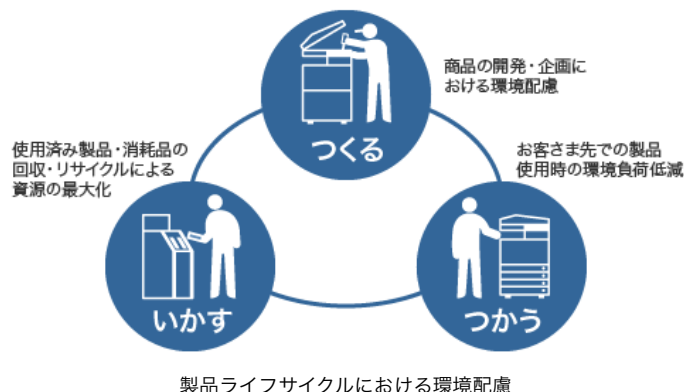 つくる
商品の開発・企画に
おける環境配慮
使用済み製品・消耗品の
回収・リサイクルによる
資源の最大化
お客さま先での製品
使用時の環境負荷低減
いかす
つかう
製品ライフサイクルにおける環境配慮